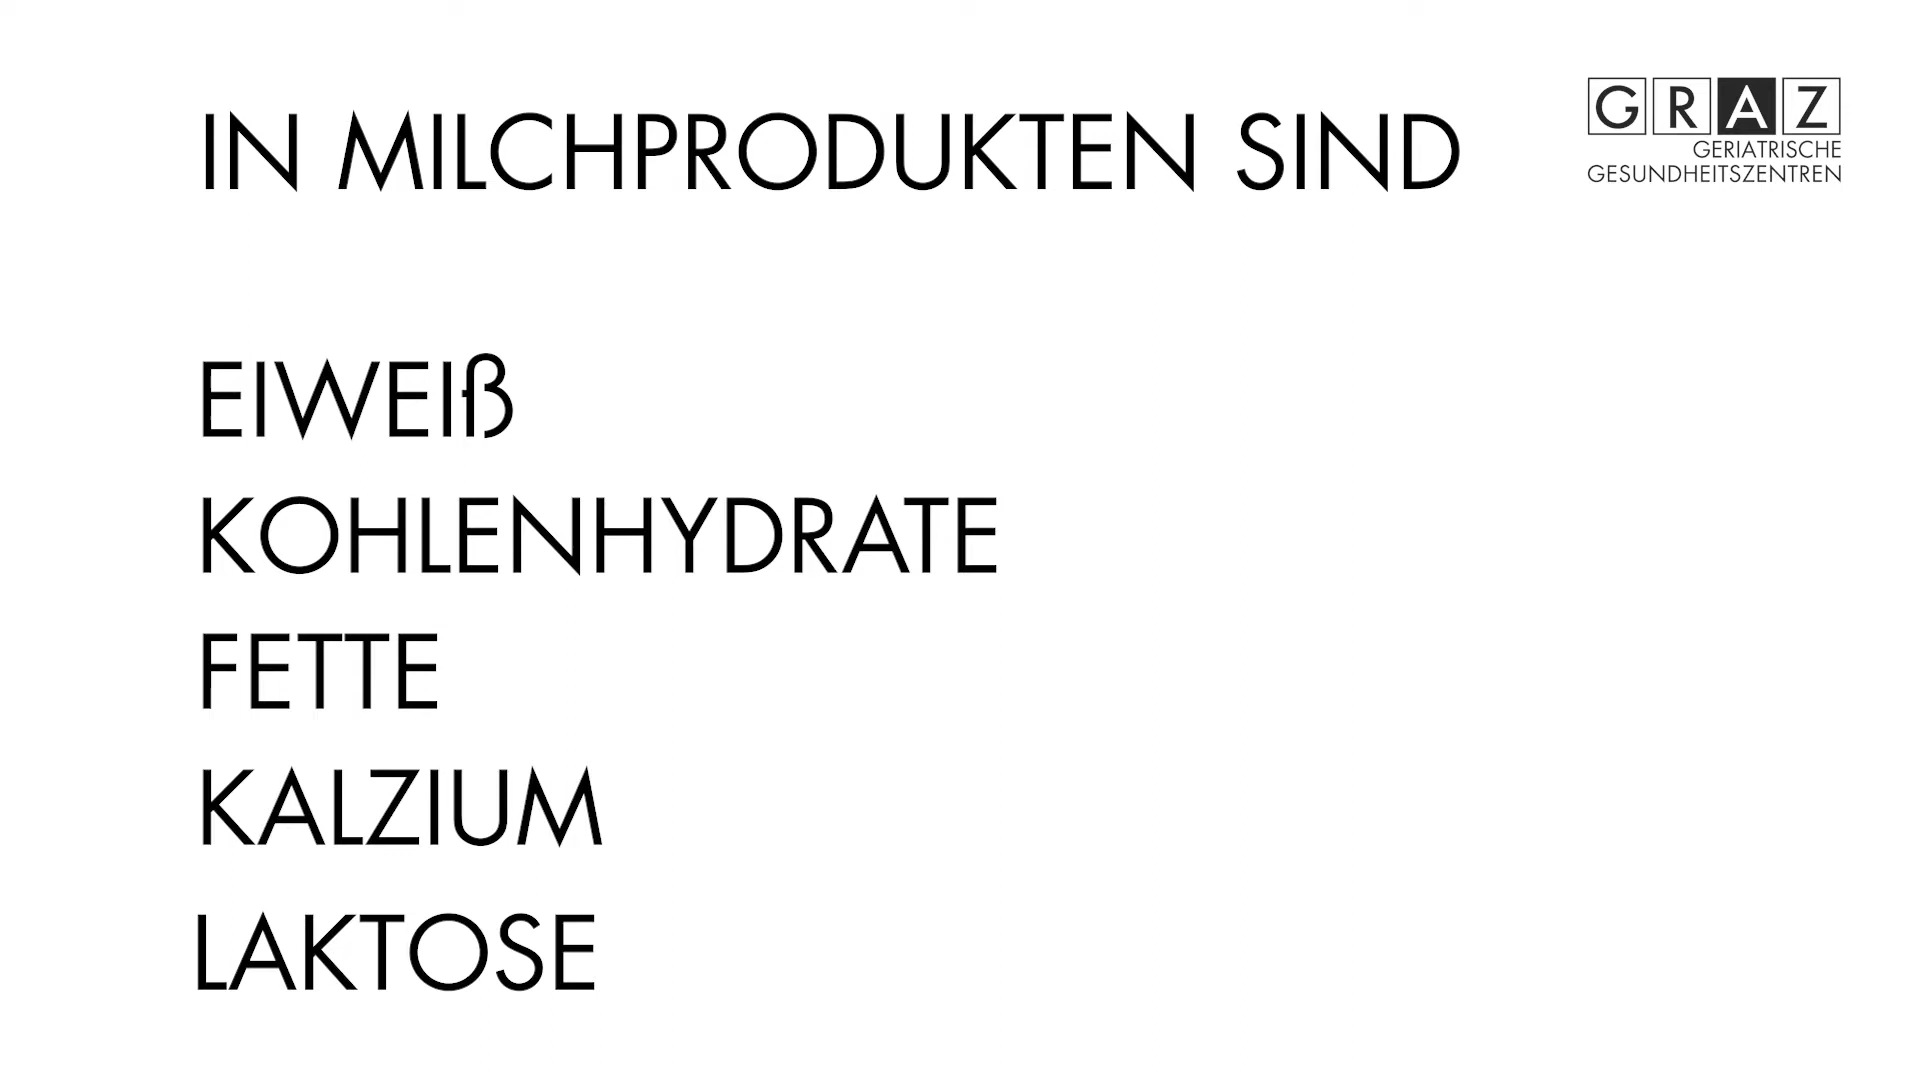 IN MILCHPRODUKTEN SIND
GRAZ
GERIATRISCHE
GESUNDHEITSZENTREN
EIWEIß
KOHLENHYDRATE
FETTE
KALZIUM
LAKTOSE